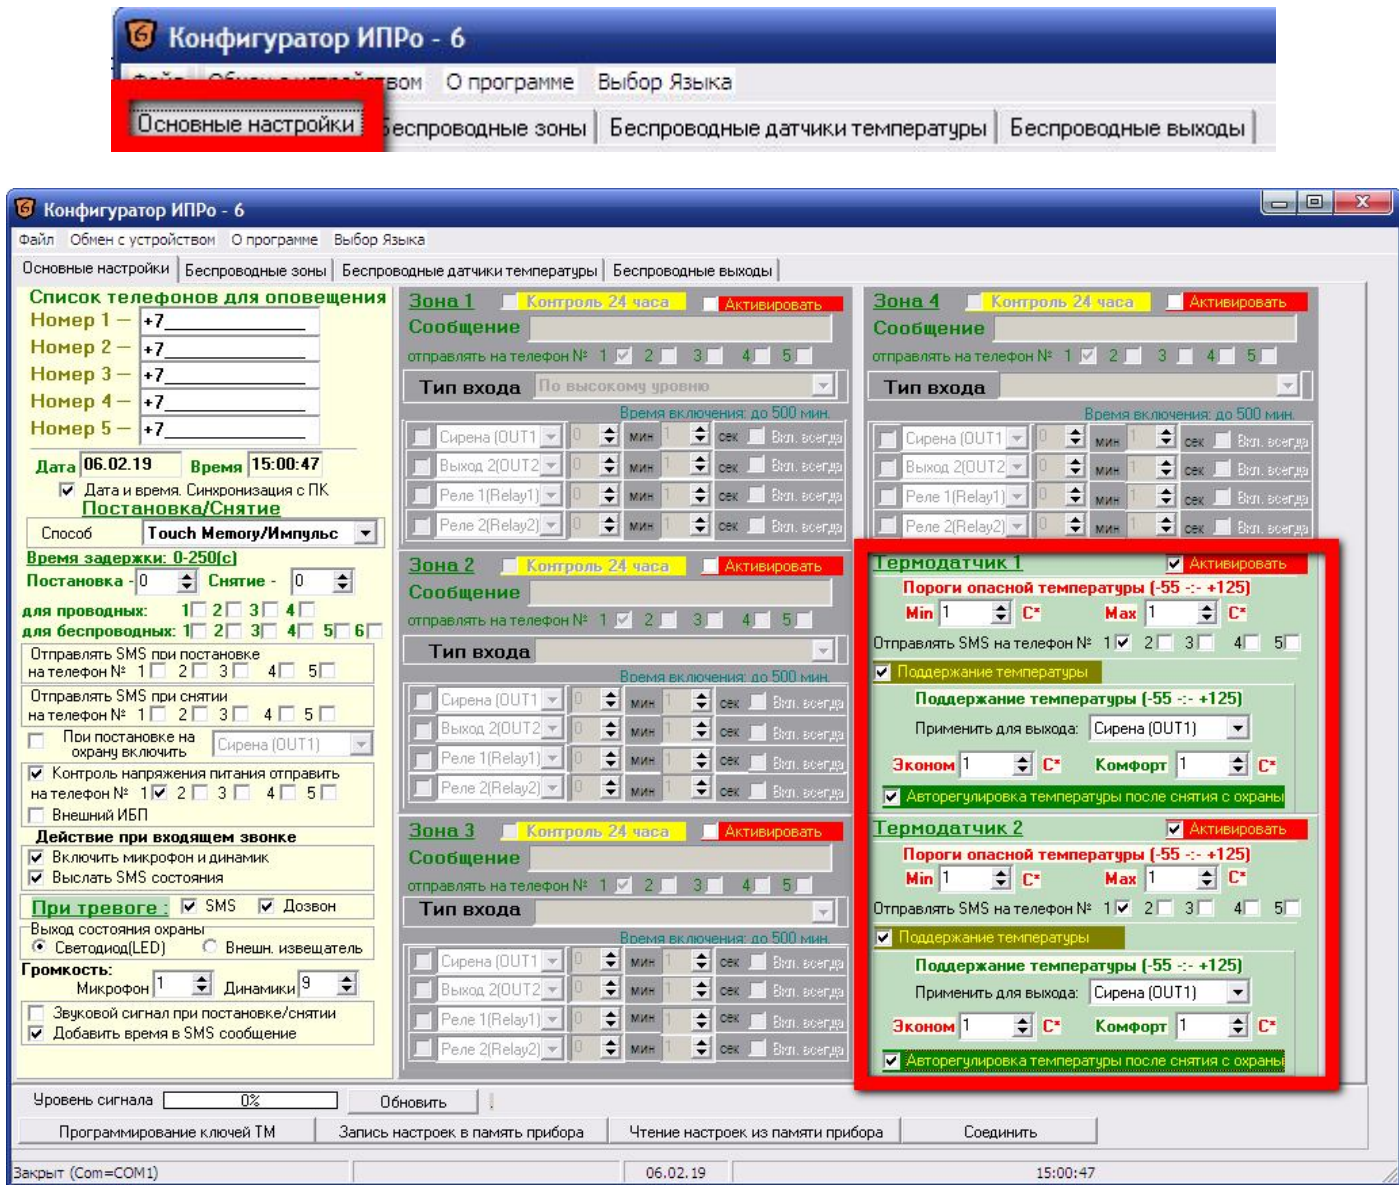 Конфигуратор ИПРо - 6
Файл Обмен с устройством О программе Выбор Языка
Основные настройки Беспроводные зоны Беспроводные датчики температуры Беспроводные выходы
Конфигуратор ИПРо - 6
Файл Обмен с устройством О программе Выбор Языка
Основные настройки Беспроводные зоны Беспроводные датчики температуры Беспроводные выходы
Список телефонов для оповещения
Номер 1 — +7
Номер 2 — +7
Номер 3 — +7
Номер 4 — +7
Номер 5 — +7
Дата 06.02.19 Время 15:00:47
Дата и время. Синхронизация с ПК
Постановка/Снятие
Способ Touch Memory/Импульс
Время задержки: 0-250(с)
Постановка - 0 Снятие - 0
для проводных: 1 2 3 4
для беспроводных: 1 2 3 4 5 6
Отправлять SMS при постановке
на телефон № 1 2 3 4 5
Отправлять SMS при снятии
на телефон № 1 2 3 4 5
При постановке на
охрану включить Сирена (OUT1)
Контроль напряжения питания отправить
на телефон № 1 2 3 4 5
Внешний ИБП
Действие при входящем звонке
Включить микрофон и динамик
Выслать SMS состояния
При тревоге : SMS Дозвон
Выход состояния охраны
Светодиод(LED) Внешн. извещатель
Громкость:
Микрофон 1 Динамики 9
Звуковой сигнал при постановке/снятии
Добавить время в SMS сообщение
Зона 1 Контроль 24 часа Активировать
Сообщение
отправлять на телефон № 1 2 3 4 5
Тип входа По высокому уровню
Время включения: до 500 мин.
Сирена (OUT1 0 мин 1 сек Вкл. всегда
Выход 2(OUT2 0 мин 1 сек Вкл. всегда
Реле 1(Relay1) 0 мин 1 сек Вкл. всегда
Реле 2(Relay2) 0 мин 1 сек Вкл. всегда
Зона 2 Контроль 24 часа Активировать
Сообщение
отправлять на телефон № 1 2 3 4 5
Тип входа
Время включения: до 500 мин.
Сирена (OUT1 0 мин 1 сек Вкл. всегда
Выход 2(OUT2 0 мин 1 сек Вкл. всегда
Реле 1(Relay1) 0 мин 1 сек Вкл. всегда
Реле 2(Relay2) 0 мин 1 сек Вкл. всегда
Зона 3 Контроль 24 часа Активировать
Сообщение
отправлять на телефон № 1 2 3 4 5
Тип входа
Время включения: до 500 мин.
Сирена (OUT1 0 мин 1 сек Вкл. всегда
Выход 2(OUT2 0 мин 1 сек Вкл. всегда
Реле 1(Relay1) 0 мин 1 сек Вкл. всегда
Реле 2(Relay2) 0 мин 1 сек Вкл. всегда
Зона 4 Контроль 24 часа Активировать
Сообщение
отправлять на телефон № 1 2 3 4 5
Тип входа
Время включения: до 500 мин.
Сирена (OUT1 0 мин 1 сек Вкл. всегда
Выход 2(OUT2 0 мин 1 сек Вкл. всегда
Реле 1(Relay1) 0 мин 1 сек Вкл. всегда
Реле 2(Relay2) 0 мин 1 сек Вкл. всегда
Термодатчик 1 Активировать
Пороги опасной температуры (-55 -:- +125)
Min 1 C* Max 1 C*
Отправлять SMS на телефон № 1 2 3 4 5
Поддержание температуры
Поддержание температуры (-55 -:- +125)
Применить для выхода: Сирена (OUT1)
Эконом 1 C* Комфорт 1 C*
Авторегулировка температуры после снятия с охраны
Термодатчик 2 Активировать
Пороги опасной температуры (-55 -:- +125)
Min 1 C* Max 1 C*
Отправлять SMS на телефон № 1 2 3 4 5
Поддержание температуры
Поддержание температуры (-55 -:- +125)
Применить для выхода: Сирена (OUT1)
Эконом 1 C* Комфорт 1 C*
Авторегулировка температуры после снятия с охраны
Уровень сигнала 0% Обновить
Программирование ключей ТМ Запись настроек в память прибора Чтение настроек из памяти прибора Соединить
Закрыт (Com=COM1) 06.02.19 15:00:47